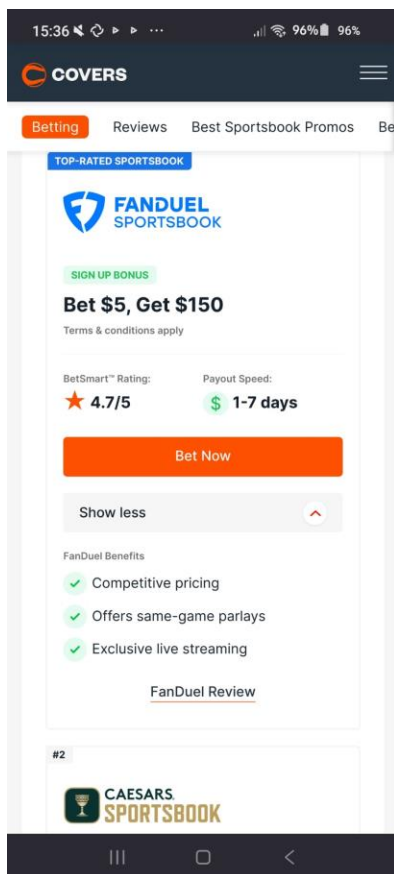 15:36 96% 96%
COVERS
Betting Reviews Best Sportsbook Promos Be
TOP-RATED SPORTSBOOK
FANDUEL
SPORTSBOOK
SIGN UP BONUS
Bet $5, Get $150
Terms & conditions apply
BetSmart™ Rating: Payout Speed:
4.7/5 $ 1-7 days
Bet Now
Show less
FanDuel Benefits
Competitive pricing
Offers same-game parlays
Exclusive live streaming
FanDuel Review
#2
CAESARS
SPORTSBOOK